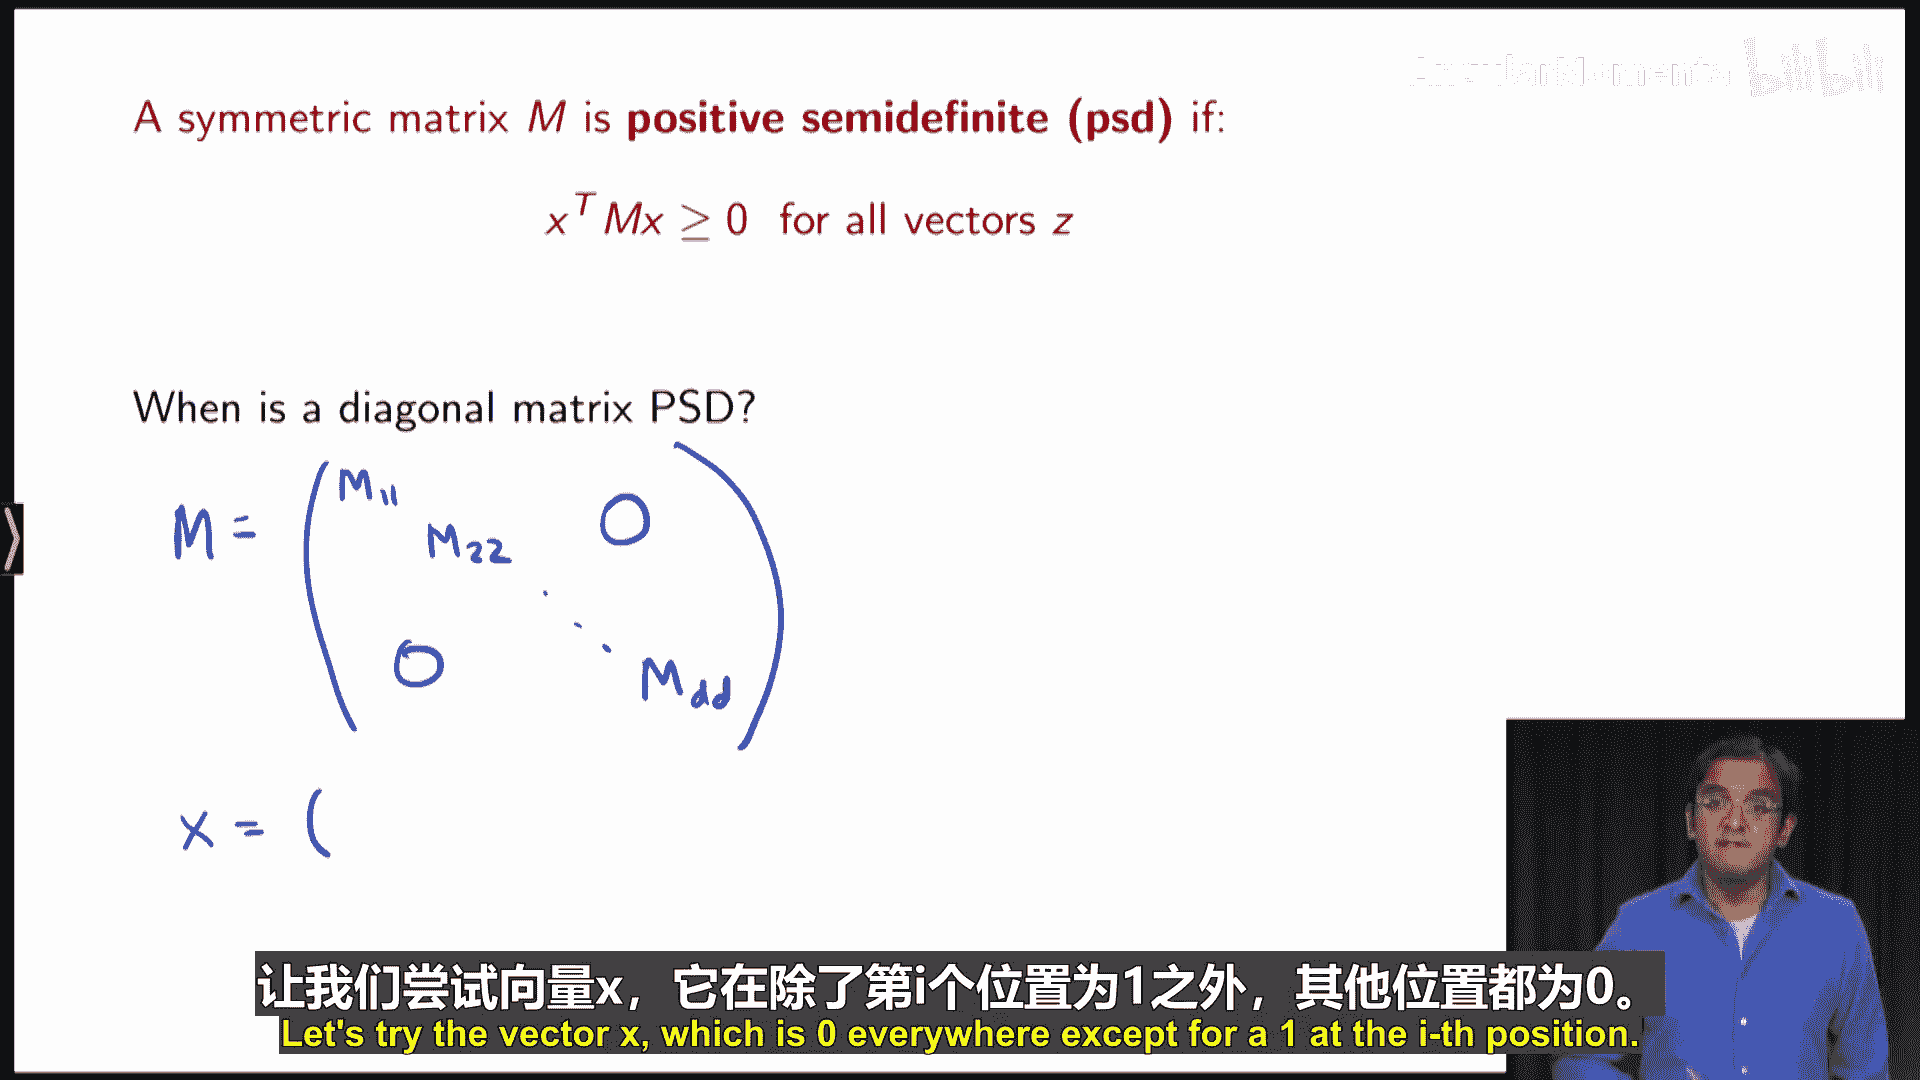 bilibili
A symmetric matrix M is positive semidefinite (psd) if:
x^T Mx ≥ 0 for all vectors z
When is a diagonal matrix PSD?
M = ( M₁₁ 0
M₂₂
0 M_dd )
x = (
让我们尝试向量x，它在除了第i个位置为1之外，其他位置都为0。
Let's try the vector x, which is 0 everywhere except for a 1 at the i-th position.